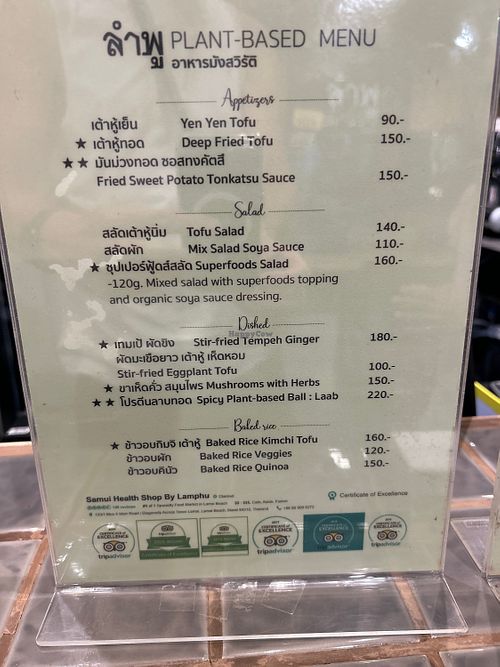 ลำพู PLANT-BASED MENU
อาหารมังสวิรัติ
Appetizers
เต้าหู้เย็น Yen Yen Tofu 90.-
★ เต้าหู้ทอด Deep Fried Tofu 150.-
★ ★ มันม่วงทอด ซอสทงคัตสึ
Fried Sweet Potato Tonkatsu Sauce 150.-
Salad
สลัดเต้าหู้นิ่ม Tofu Salad 140.-
สลัดผัก Mix Salad Soya Sauce 110.-
★ ซุปเปอร์ฟู้ดส์สลัด Superfoods Salad 160.-
-120g. Mixed salad with superfoods topping
and organic soya sauce dressing.
Dished
HappyCow
★ เทมเป้ ผัดขิง Stir-fried Tempeh Ginger 180.-
ผัดมะเขือยาว เต้าหู้ เห็ดหอม
Stir-fried Eggplant Tofu 100.-
★ ขาเห็ดคั่ว สมุนไพร Mushrooms with Herbs 150.-
★ ★ โปรตีนลาบทอด Spicy Plant-based Ball : Laab 220.-
Baked rice
★ ข้าวอบกิมจิ เต้าหู้ Baked Rice Kimchi Tofu 160.-
ข้าวอบผัก Baked Rice Veggies 120.-
ข้าวอบคีนัว Baked Rice Quinoa 150.-
Samui Health Shop By Lamphu Certificate of Excellence
tripadvisor tripadvisor tripadvisor tripadvisor